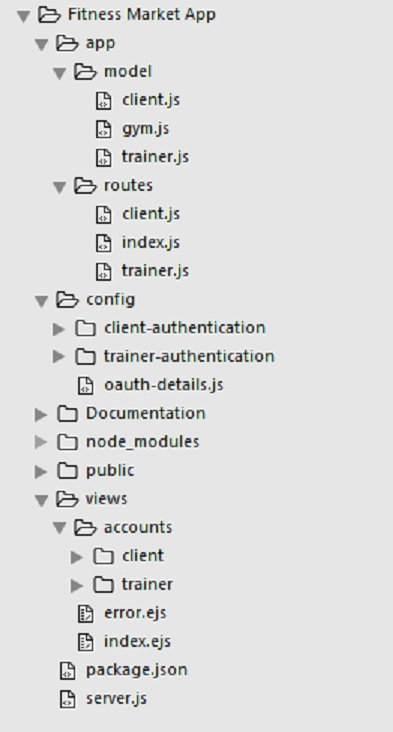 Fitness Market App
app
model
client.js
gym.js
trainer.js
routes
client.js
index.js
trainer.js
config
client-authentication
trainer-authentication
oauth-details.js
Documentation
node_modules
public
views
accounts
client
trainer
error.ejs
index.ejs
package.json
server.js